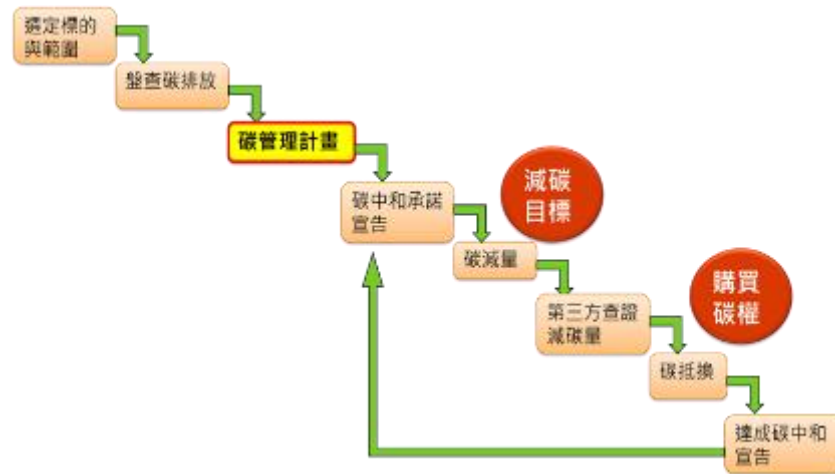 選定標的
與範圍
盤查碳排放
碳管理計畫
碳中和承諾
宣告
減碳
目標
碳減量
購買
碳權
第三方查證
減碳量
碳抵換
達成碳中和
宣告